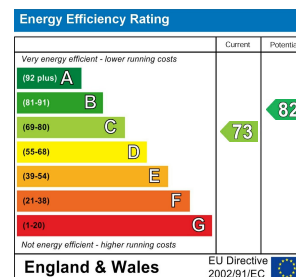 Energy Efficiency Rating
Current Potentia
Very energy efficient - lower running costs
(92 plus) A
(81-91) B
(69-80) C
(55-68) D
(39-54) E
(21-38) F
(1-20) G
73
82
Not energy efficient - higher running costs
England & Wales
EU Directive
2002/91/EC